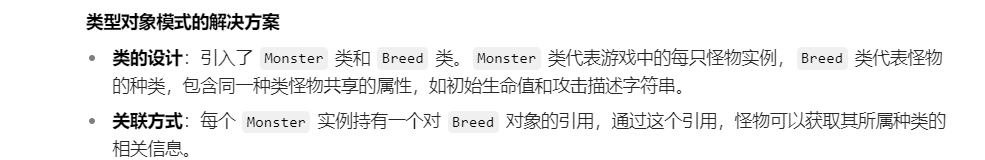 类型对象模式的解决方案
• 类的设计：引入了 Monster 类和 Breed 类。 Monster 类代表游戏中的每只怪物实例， Breed 类代表怪物
的种类，包含同一种类怪物共享的属性，如初始生命值和攻击描述字符串。
• 关联方式：每个 Monster 实例持有一个对 Breed 对象的引用，通过这个引用，怪物可以获取其所属种类的
相关信息。